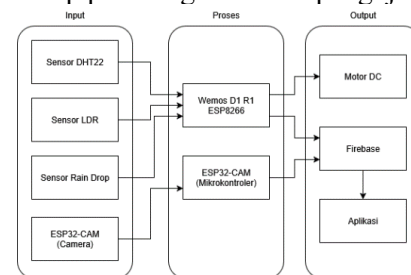 Input
Proses
Output
Sensor DHT22
Sensor LDR
Sensor Rain Drop
ESP32-CAM
(Camera)
Wemos D1 R1
ESP8266
ESP32-CAM
(Mikrokontroler)
Motor DC
Firebase
Aplikasi